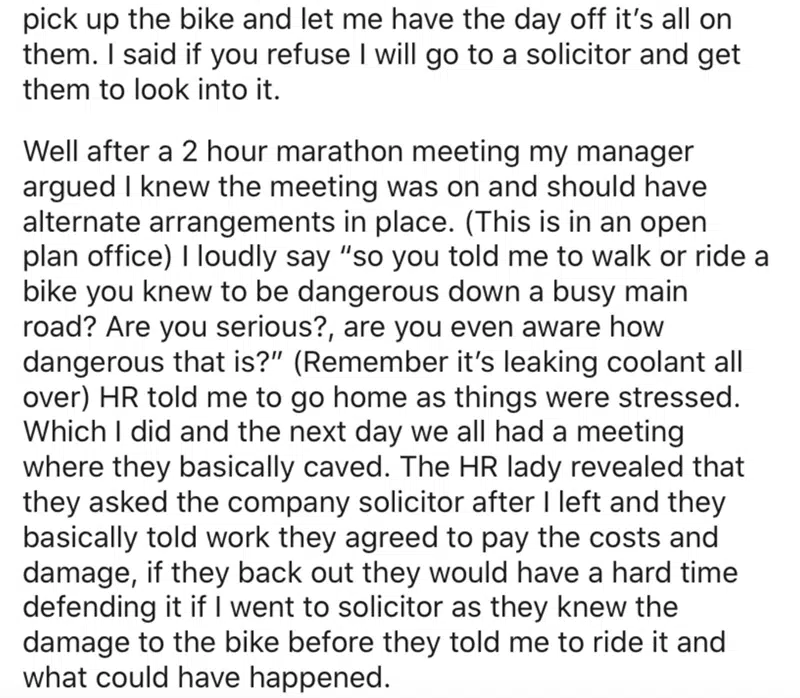 pick up the bike and let me have the day off it’s all on
them. I said if you refuse I will go to a solicitor and get
them to look into it.
Well after a 2 hour marathon meeting my manager
argued I knew the meeting was on and should have
alternate arrangements in place. (This is in an open
plan office) I loudly say “so you told me to walk or ride a
bike you knew to be dangerous down a busy main
road? Are you serious?, are you even aware how
dangerous that is?” (Remember it’s leaking coolant all
over) HR told me to go home as things were stressed.
Which I did and the next day we all had a meeting
where they basically caved. The HR lady revealed that
they asked the company solicitor after I left and they
basically told work they agreed to pay the costs and
damage, if they back out they would have a hard time
defending it if I went to solicitor as they knew the
damage to the bike before they told me to ride it and
what could have happened.